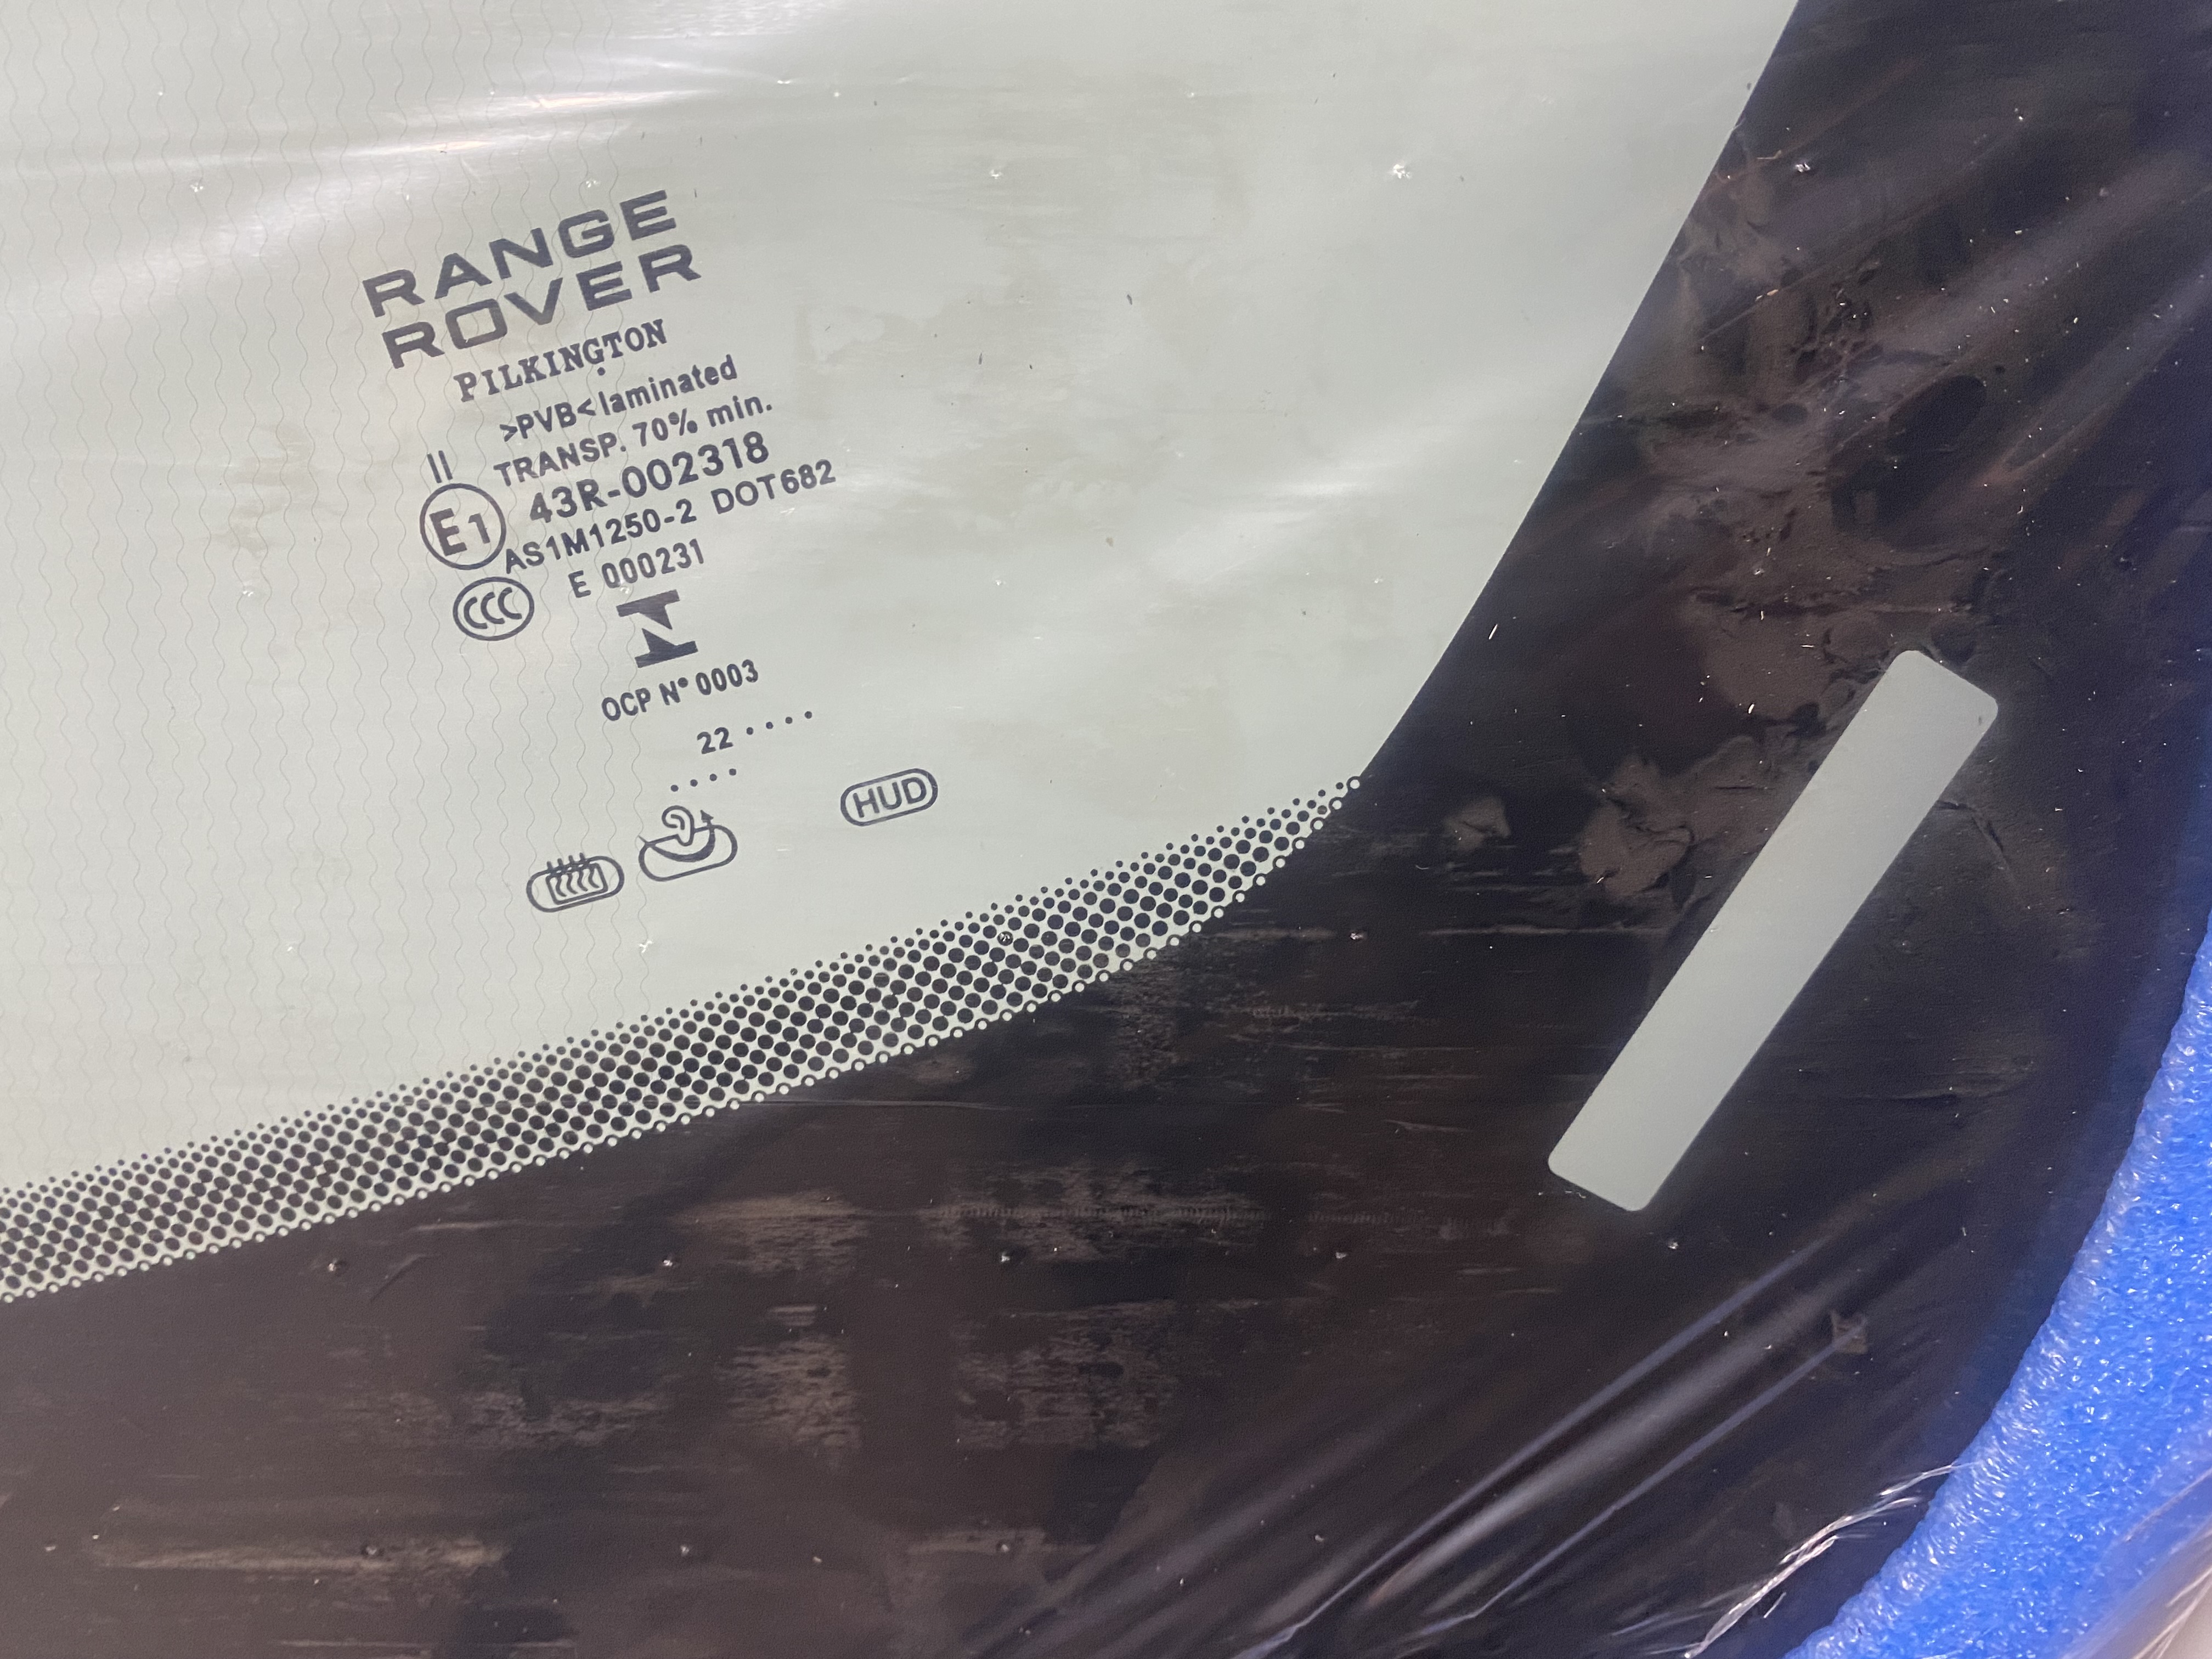 RANGE
ROVER
PILKINGTON
>PVB<laminated
TRANSP. 70% min.
II
E1 43R-002318
AS1M1250-2 DOT682
CCC E 000231
OCP N° 0003
22 ····
····
HUD